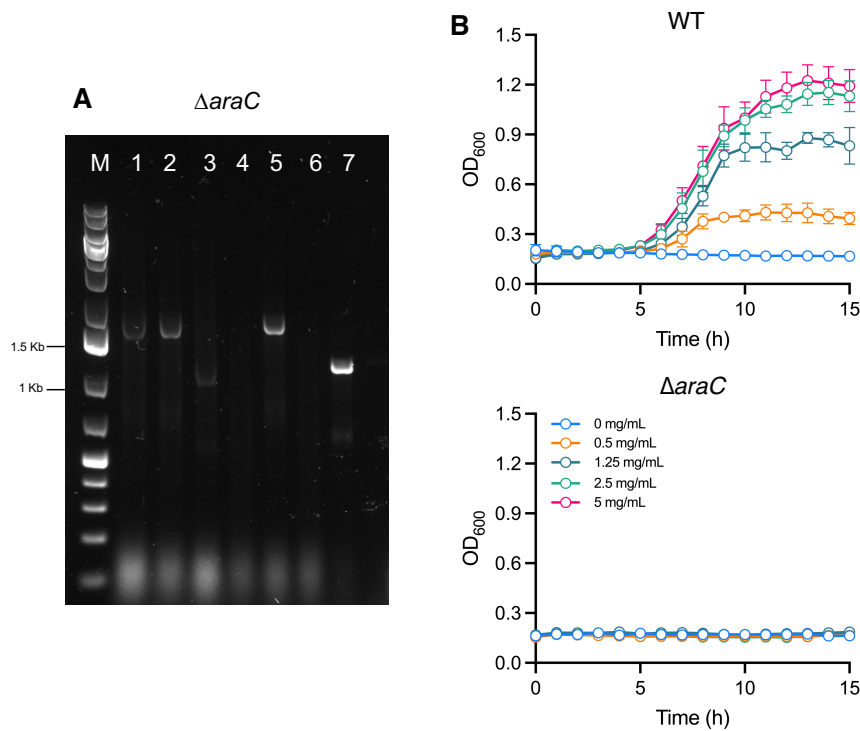 A
ΔaraC
M 1 2 3 4 5 6 7
1.5 Kb
1 Kb
B
WT
OD600
1.5
1.2
0.9
0.6
0.3
0.0
0 5 10 15
Time (h)
ΔaraC
OD600
1.5
1.2
0.9
0.6
0.3
0.0
0 mg/mL
0.5 mg/mL
1.25 mg/mL
2.5 mg/mL
5 mg/mL
0 5 10 15
Time (h)